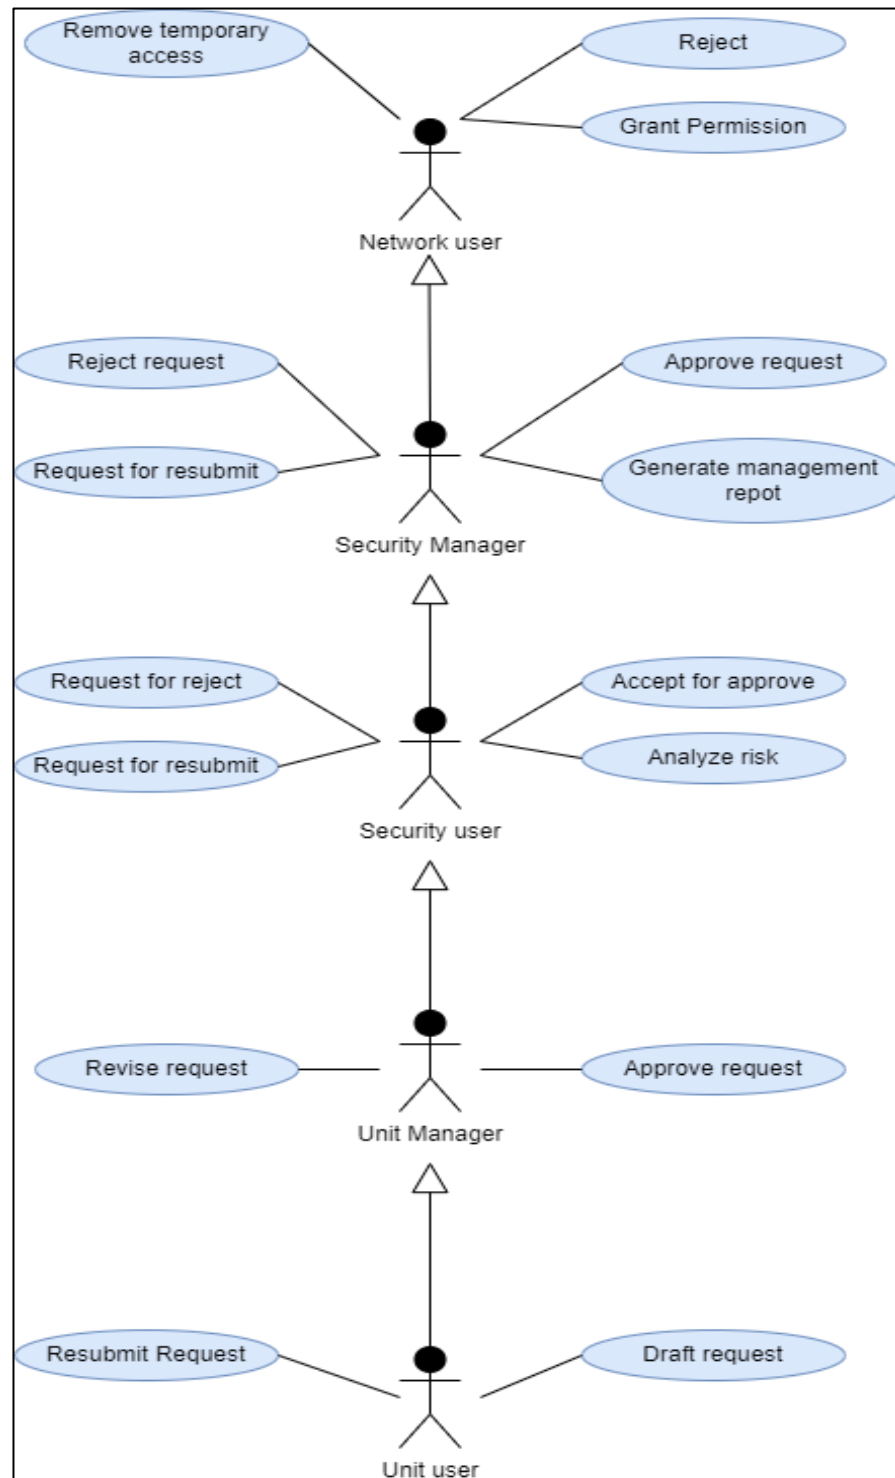 Remove temporary
access
Reject
Grant Permission
Network user
Reject request
Approve request
Request for resubmit
Generate management
repot
Security Manager
Request for reject
Accept for approve
Request for resubmit
Analyze risk
Security user
Revise request
Approve request
Unit Manager
Resubmit Request
Draft request
Unit user